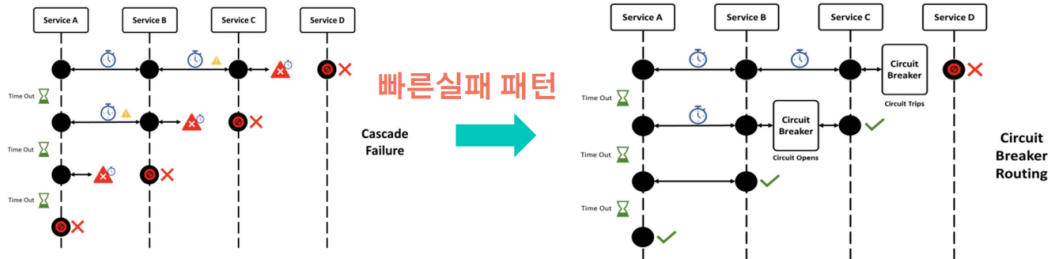 Service A
Service B
Service C
Service D
Time Out
Time Out
Time Out
Cascade
Failure
빠른실패 패턴
Service A
Service B
Service C
Service D
Circuit
Breaker
Circuit Trips
Time Out
Circuit
Breaker
Circuit Opens
Time Out
Time Out
Circuit
Breaker
Routing